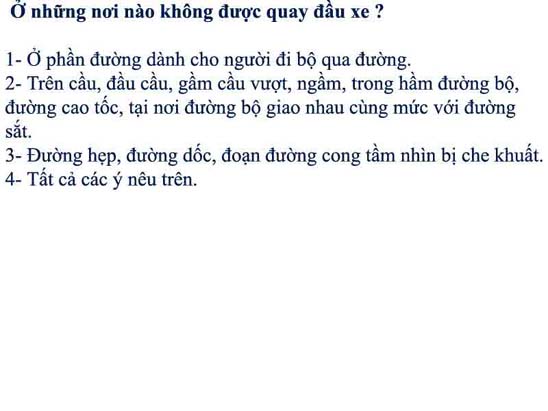 Ở những nơi nào không được quay đầu xe ?
1- Ở phần đường dành cho người đi bộ qua đường.
2- Trên cầu, đầu cầu, gầm cầu vượt, ngầm, trong hầm đường bộ,
đường cao tốc, tại nơi đường bộ giao nhau cùng mức với đường
sắt.
3- Đường hẹp, đường dốc, đoạn đường cong tầm nhìn bị che khuất.
4- Tất cả các ý nêu trên.